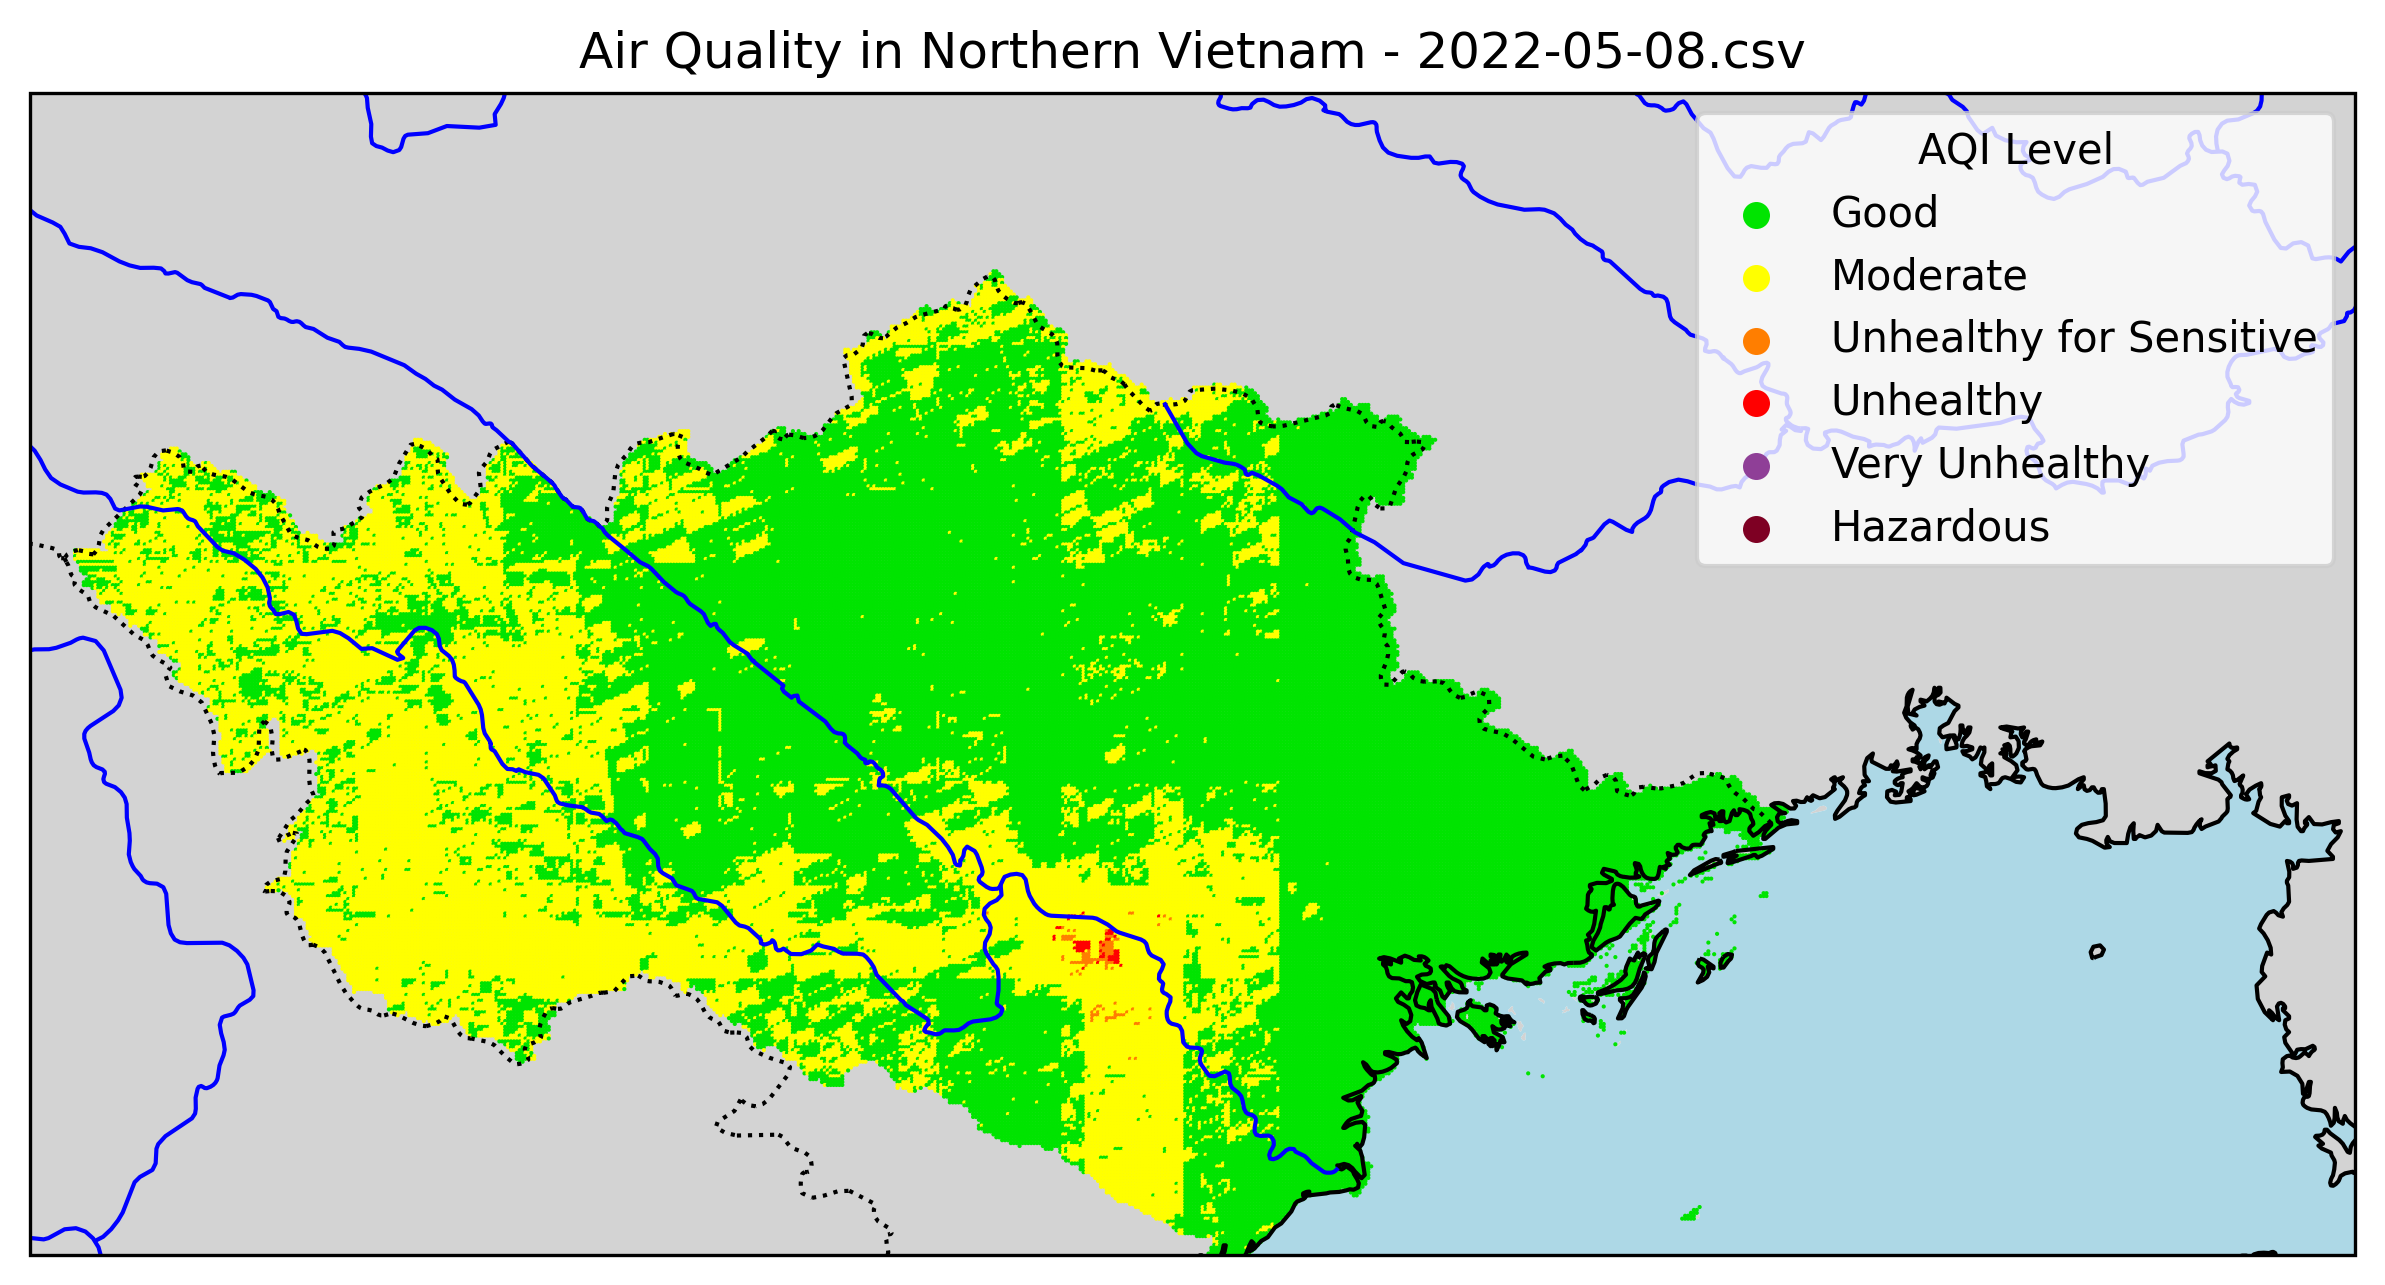 Air Quality in Northern Vietnam - 2022-05-08.csv
AQI Level
Good
Moderate
Unhealthy for Sensitive
Unhealthy
Very Unhealthy
Hazardous